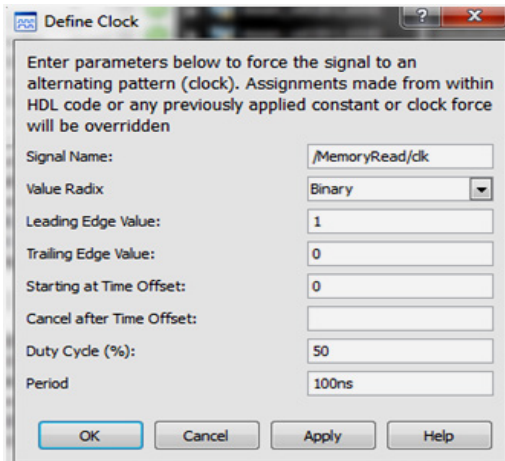 Define Clock
?
Enter parameters below to force the signal to an
alternating pattern (clock). Assignments made from within
HDL code or any previously applied constant or clock force
will be overridden
Signal Name: /MemoryRead/clk
Value Radix Binary
Leading Edge Value: 1
Trailing Edge Value: 0
Starting at Time Offset: 0
Cancel after Time Offset:
Duty Cycle (%): 50
Period 100ns
OK Cancel Apply Help